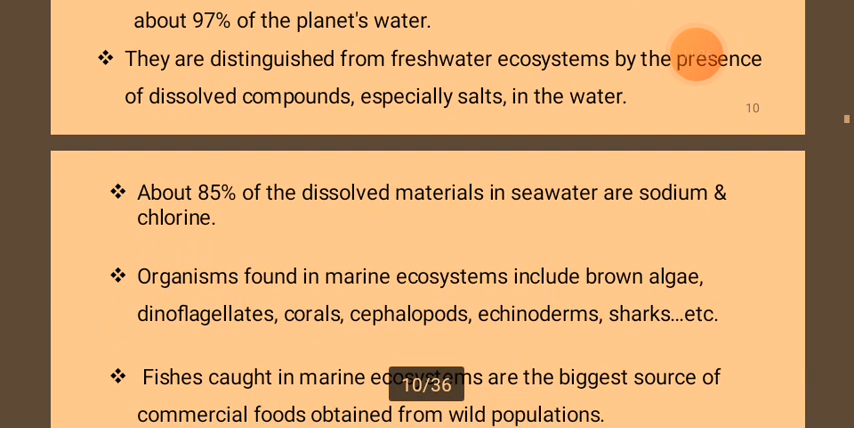 about 97% of the planet's water.
❖ They are distinguished from freshwater ecosystems by the presence
of dissolved compounds, especially salts, in the water.
10
❖ About 85% of the dissolved materials in seawater are sodium &
chlorine.
❖ Organisms found in marine ecosystems include brown algae,
dinoflagellates, corals, cephalopods, echinoderms, sharks...etc.
❖ Fishes caught in marine ecosystems are the biggest source of
10/36
commercial foods obtained from wild populations.